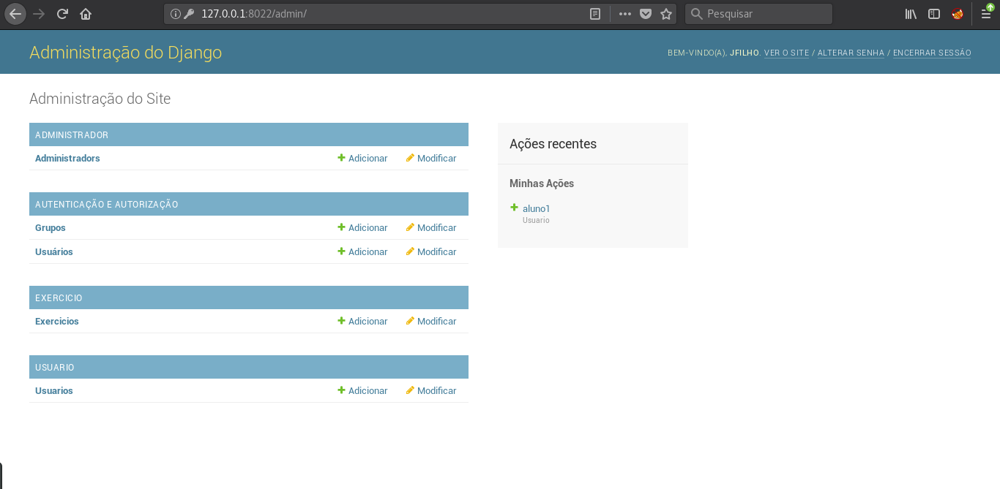 127.0.0.1:8022/admin/
Pesquisar
Administração do Django
BEM-VINDO(A), JFILHO. VER O SITE / ALTERAR SENHA / ENCERRAR SESSÃO
Administração do Site
ADMINISTRADOR
Administradors Adicionar Modificar
AUTENTICAÇÃO E AUTORIZAÇÃO
Grupos Adicionar Modificar
Usuários Adicionar Modificar
EXERCICIO
Exercicios Adicionar Modificar
USUARIO
Usuarios Adicionar Modificar
Ações recentes
Minhas Ações
aluno1
Usuario